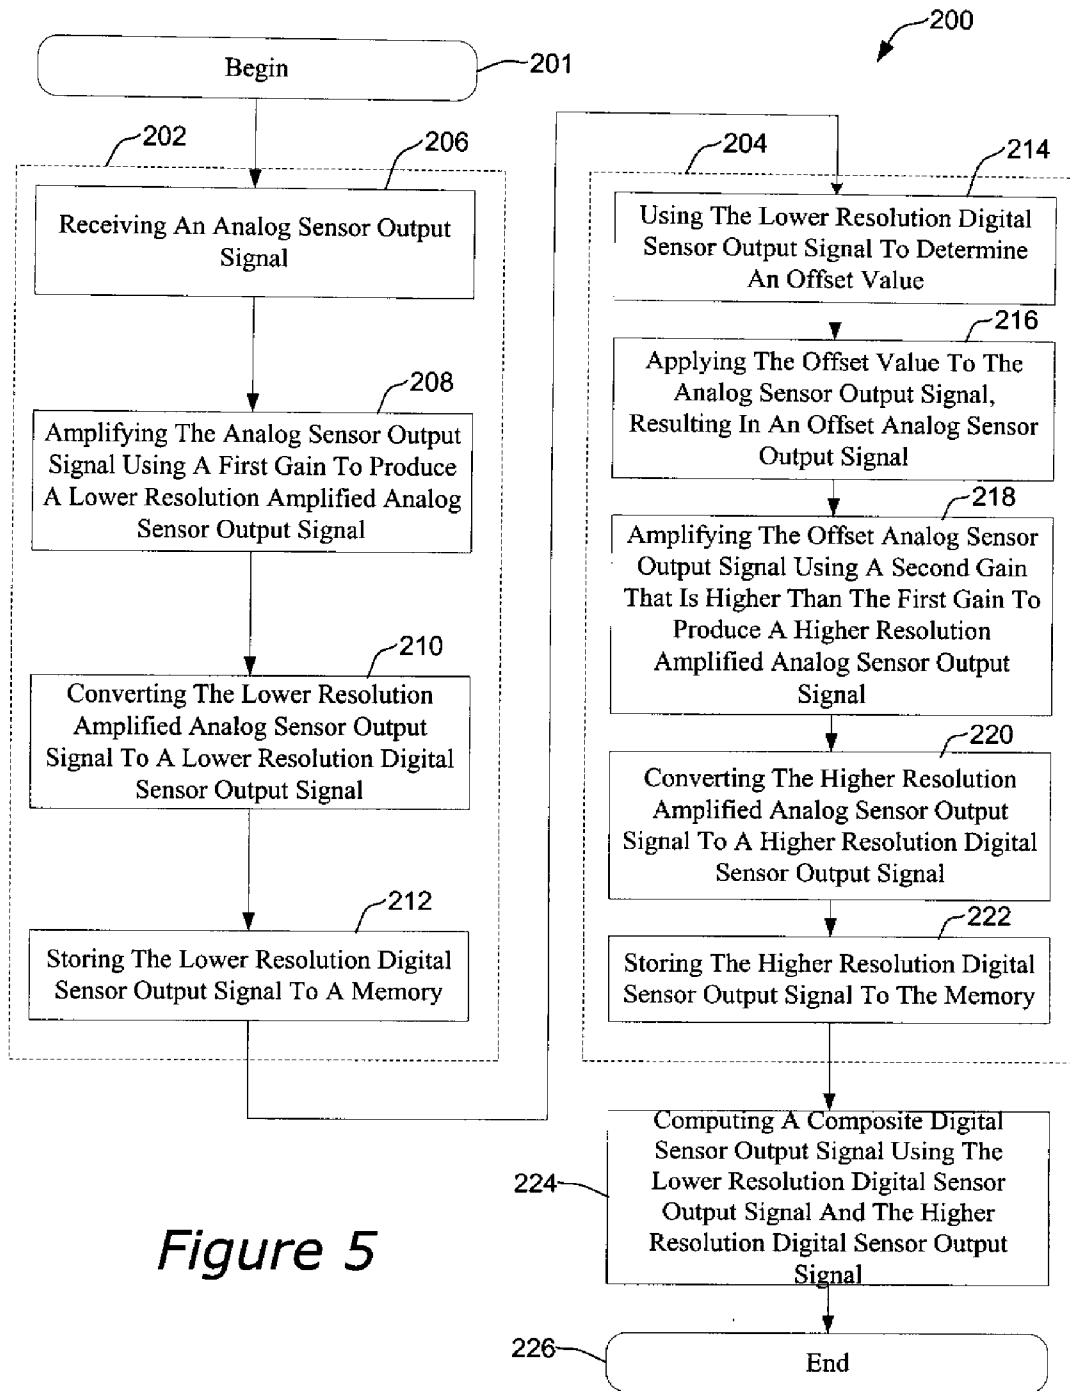 200
Begin
201
202
206
Receiving An Analog Sensor Output
Signal
208
Amplifying The Analog Sensor Output
Signal Using A First Gain To Produce
A Lower Resolution Amplified Analog
Sensor Output Signal
210
Converting The Lower Resolution
Amplified Analog Sensor Output
Signal To A Lower Resolution Digital
Sensor Output Signal
212
Storing The Lower Resolution Digital
Sensor Output Signal To A Memory
204
214
Using The Lower Resolution Digital
Sensor Output Signal To Determine
An Offset Value
216
Applying The Offset Value To The
Analog Sensor Output Signal,
Resulting In An Offset Analog Sensor
Output Signal
218
Amplifying The Offset Analog Sensor
Output Signal Using A Second Gain
That Is Higher Than The First Gain To
Produce A Higher Resolution
Amplified Analog Sensor Output
Signal
220
Converting The Higher Resolution
Amplified Analog Sensor Output
Signal To A Higher Resolution Digital
Sensor Output Signal
222
Storing The Higher Resolution Digital
Sensor Output Signal To The Memory
224
Computing A Composite Digital
Sensor Output Signal Using The
Lower Resolution Digital Sensor
Output Signal And The Higher
Resolution Digital Sensor Output
Signal
226
End
Figure 5